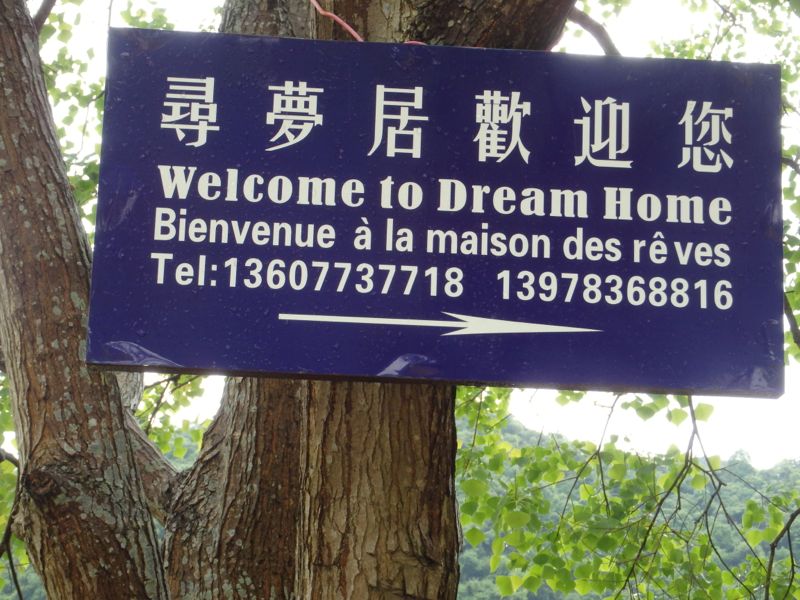 尋夢居歡迎您
Welcome to Dream Home
Bienvenue à la maison des rêves
Tel:13607737718 13978368816